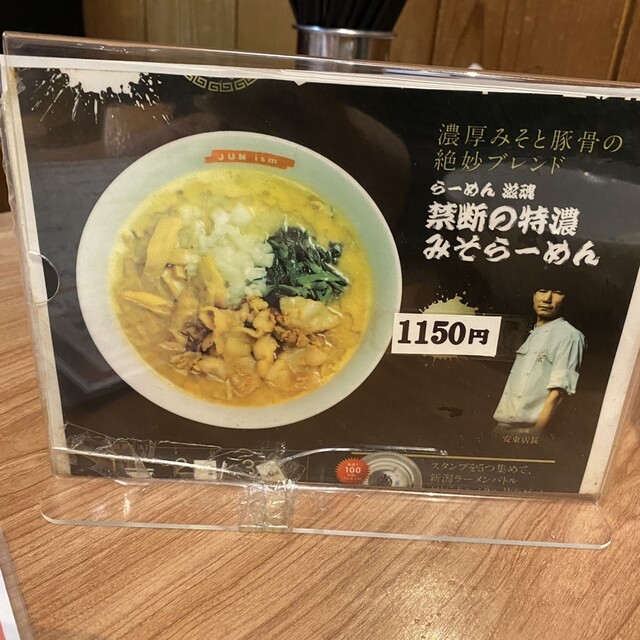 濃厚みそと豚骨の
絶妙ブレンド
らーめん 滋魂
禁断の特濃
みそらーめん
JUN ism
1150円
安東店長
100
スタンプを5つ集めて、
新潟ラーメンバトル